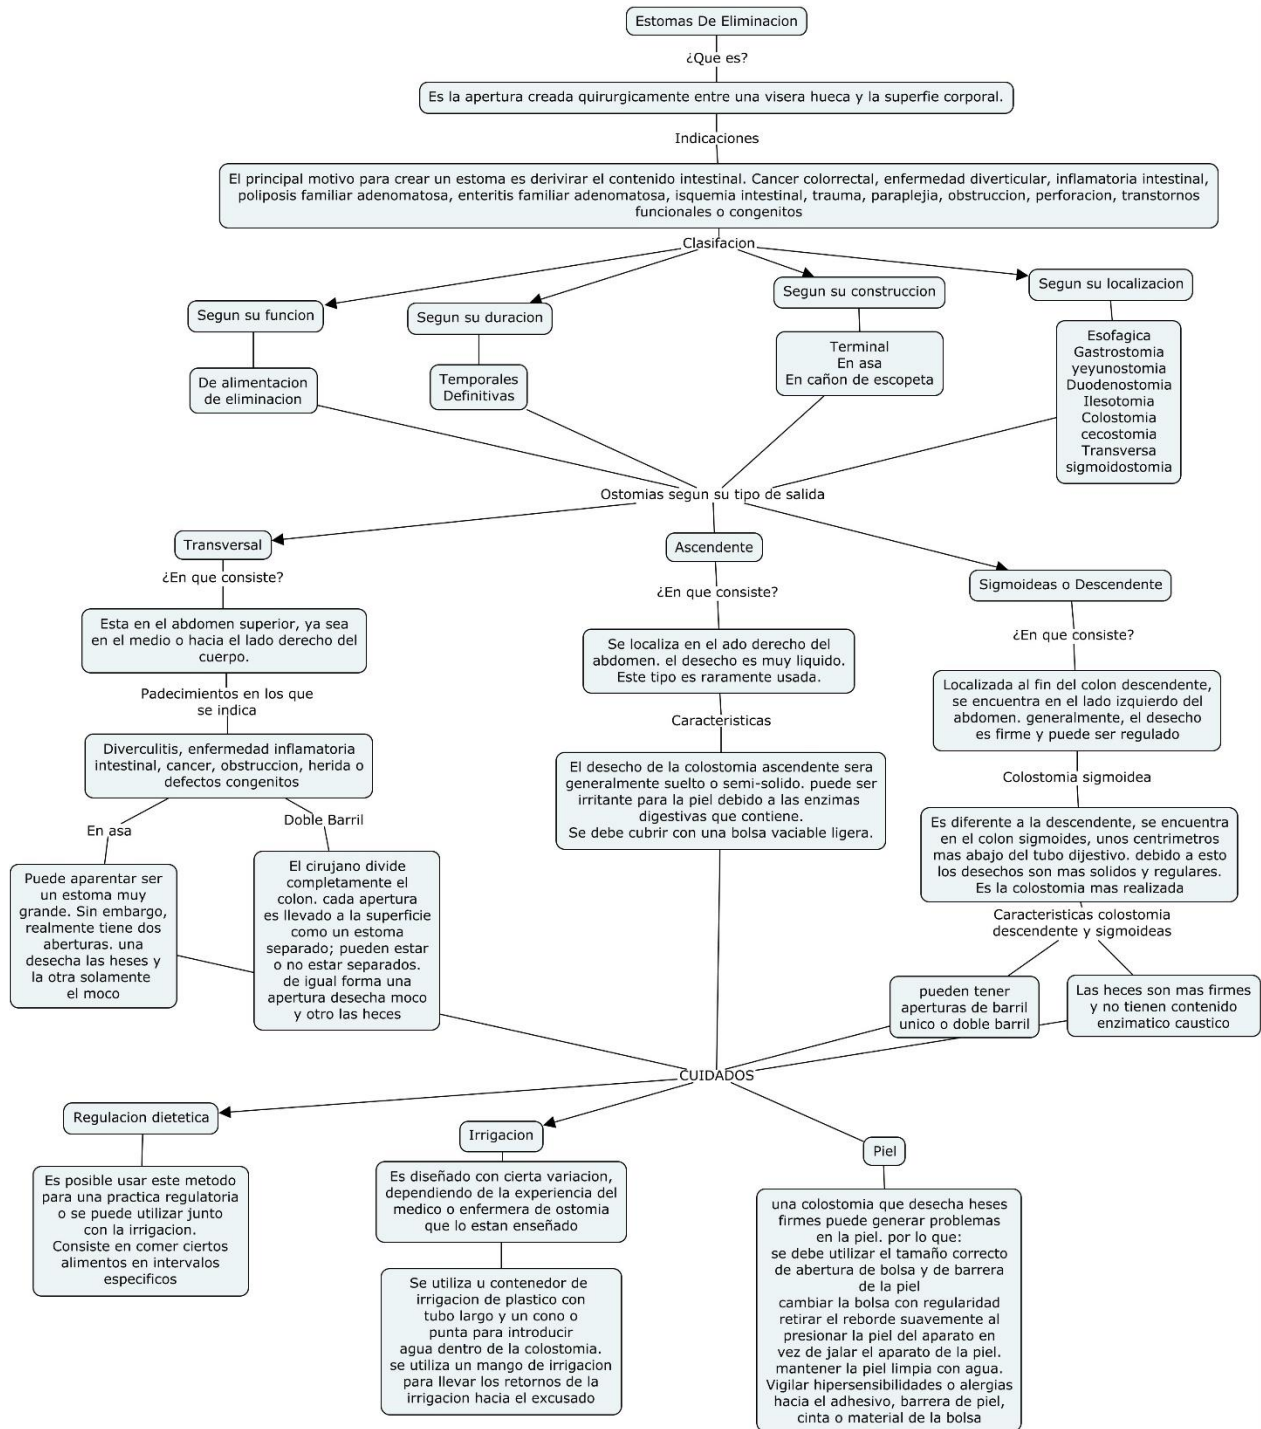 Estomas De Eliminacion
¿Que es?
Es la apertura creada quirurgicamente entre una visera hueca y la superfie corporal.
Indicaciones
El principal motivo para crear un estoma es derivirar el contenido intestinal. Cancer colorrectal, enfermedad diverticular, inflamatoria intestinal,
poliposis familiar adenomatosa, enteritis familiar adenomatosa, isquemia intestinal, trauma, paraplejia, obstruccion, perforacion, transtornos
funcionales o congenitos
Clasifacion
Segun su funcion
De alimentacion
de eliminacion
Segun su duracion
Temporales
Definitivas
Segun su construccion
Terminal
En asa
En cañon de escopeta
Segun su localizacion
Esofagica
Gastrostomia
yeyunostomia
Duodenostomia
Ilesotomia
Colostomia
cecostomia
Transversa
sigmoidostomia
Ostomias segun su tipo de salida
Transversal
¿En que consiste?
Esta en el abdomen superior, ya sea
en el medio o hacia el lado derecho del
cuerpo.
Padecimientos en los que
se indica
Diverculitis, enfermedad inflamatoria
intestinal, cancer, obstruccion, herida o
defectos congenitos
En asa
Puede aparentar ser
un estoma muy
grande. Sin embargo,
realmente tiene dos
aberturas. una
desecha las heses y
la otra solamente
el moco
Doble Barril
El cirujano divide
completamente el
colon. cada apertura
es llevado a la superficie
como un estoma
separado; pueden estar
o no estar separados.
de igual forma una
apertura desecha moco
y otro las heces
Ascendente
¿En que consiste?
Se localiza en el ado derecho del
abdomen. el desecho es muy liquido.
Este tipo es raramente usada.
Caracteristicas
El desecho de la colostomia ascendente sera
generalmente suelto o semi-solido. puede ser
irritante para la piel debido a las enzimas
digestivas que contiene.
Se debe cubrir con una bolsa vaciable ligera.
Sigmoideas o Descendente
¿En que consiste?
Localizada al fin del colon descendente,
se encuentra en el lado izquierdo del
abdomen. generalmente, el desecho
es firme y puede ser regulado
Colostomia sigmoidea
Es diferente a la descendente, se encuentra
en el colon sigmoides, unos centrimetros
mas abajo del tubo dijestivo. debido a esto
los desechos son mas solidos y regulares.
Es la colostomia mas realizada
Caracteristicas colostomia
descendente y sigmoideas
pueden tener
aperturas de barril
unico o doble barril
Las heces son mas firmes
y no tienen contenido
enzimatico caustico
CUIDADOS
Regulacion dietetica
Es posible usar este metodo
para una practica regulatoria
o se puede utilizar junto
con la irrigacion.
Consiste en comer ciertos
alimentos en intervalos
especificos
Irrigacion
Es diseñado con cierta variacion,
dependiendo de la experiencia del
medico o enfermera de ostomia
que lo estan enseñado
Se utiliza u contenedor de
irrigacion de plastico con
tubo largo y un cono o
punta para introducir
agua dentro de la colostomia.
se utiliza un mango de irrigacion
para llevar los retornos de la
irrigacion hacia el excusado
Piel
una colostomia que desecha heses
firmes puede generar problemas
en la piel. por lo que:
se debe utilizar el tamaño correcto
de abertura de bolsa y de barrera
de la piel
cambiar la bolsa con regularidad
retirar el reborde suavemente al
presionar la piel del aparato en
vez de jalar el aparato de la piel.
mantener la piel limpia con agua.
Vigilar hipersensibilidades o alergias
hacia el adhesivo, barrera de piel,
cinta o material de la bolsa